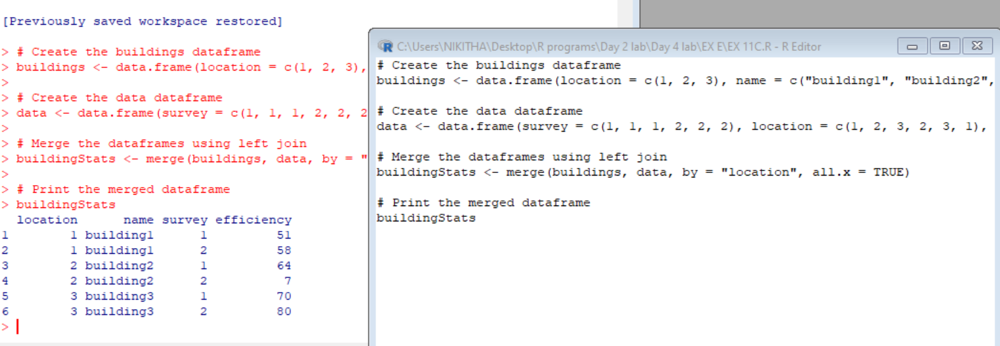 [Previously saved workspace restored]
> # Create the buildings dataframe
> buildings <- data.frame(location = c(1, 2, 3),
>
> # Create the data dataframe
> data <- data.frame(survey = c(1, 1, 1, 2, 2, 2
>
> # Merge the dataframes using left join
> buildingStats <- merge(buildings, data, by = "
>
> # Print the merged dataframe
> buildingStats
  location      name survey efficiency
1        1 building1      1         51
2        1 building1      2         58
3        2 building2      1         64
4        2 building2      2          7
5        3 building3      1         70
6        3 building3      2         80
>
C:\Users\NIKITHA\Desktop\R programs\Day 2 lab\Day 4 lab\EX E\EX 11C.R - R Editor
# Create the buildings dataframe
buildings <- data.frame(location = c(1, 2, 3), name = c("building1", "building2",
# Create the data dataframe
data <- data.frame(survey = c(1, 1, 1, 2, 2, 2), location = c(1, 2, 3, 2, 3, 1),
# Merge the dataframes using left join
buildingStats <- merge(buildings, data, by = "location", all.x = TRUE)
# Print the merged dataframe
buildingStats